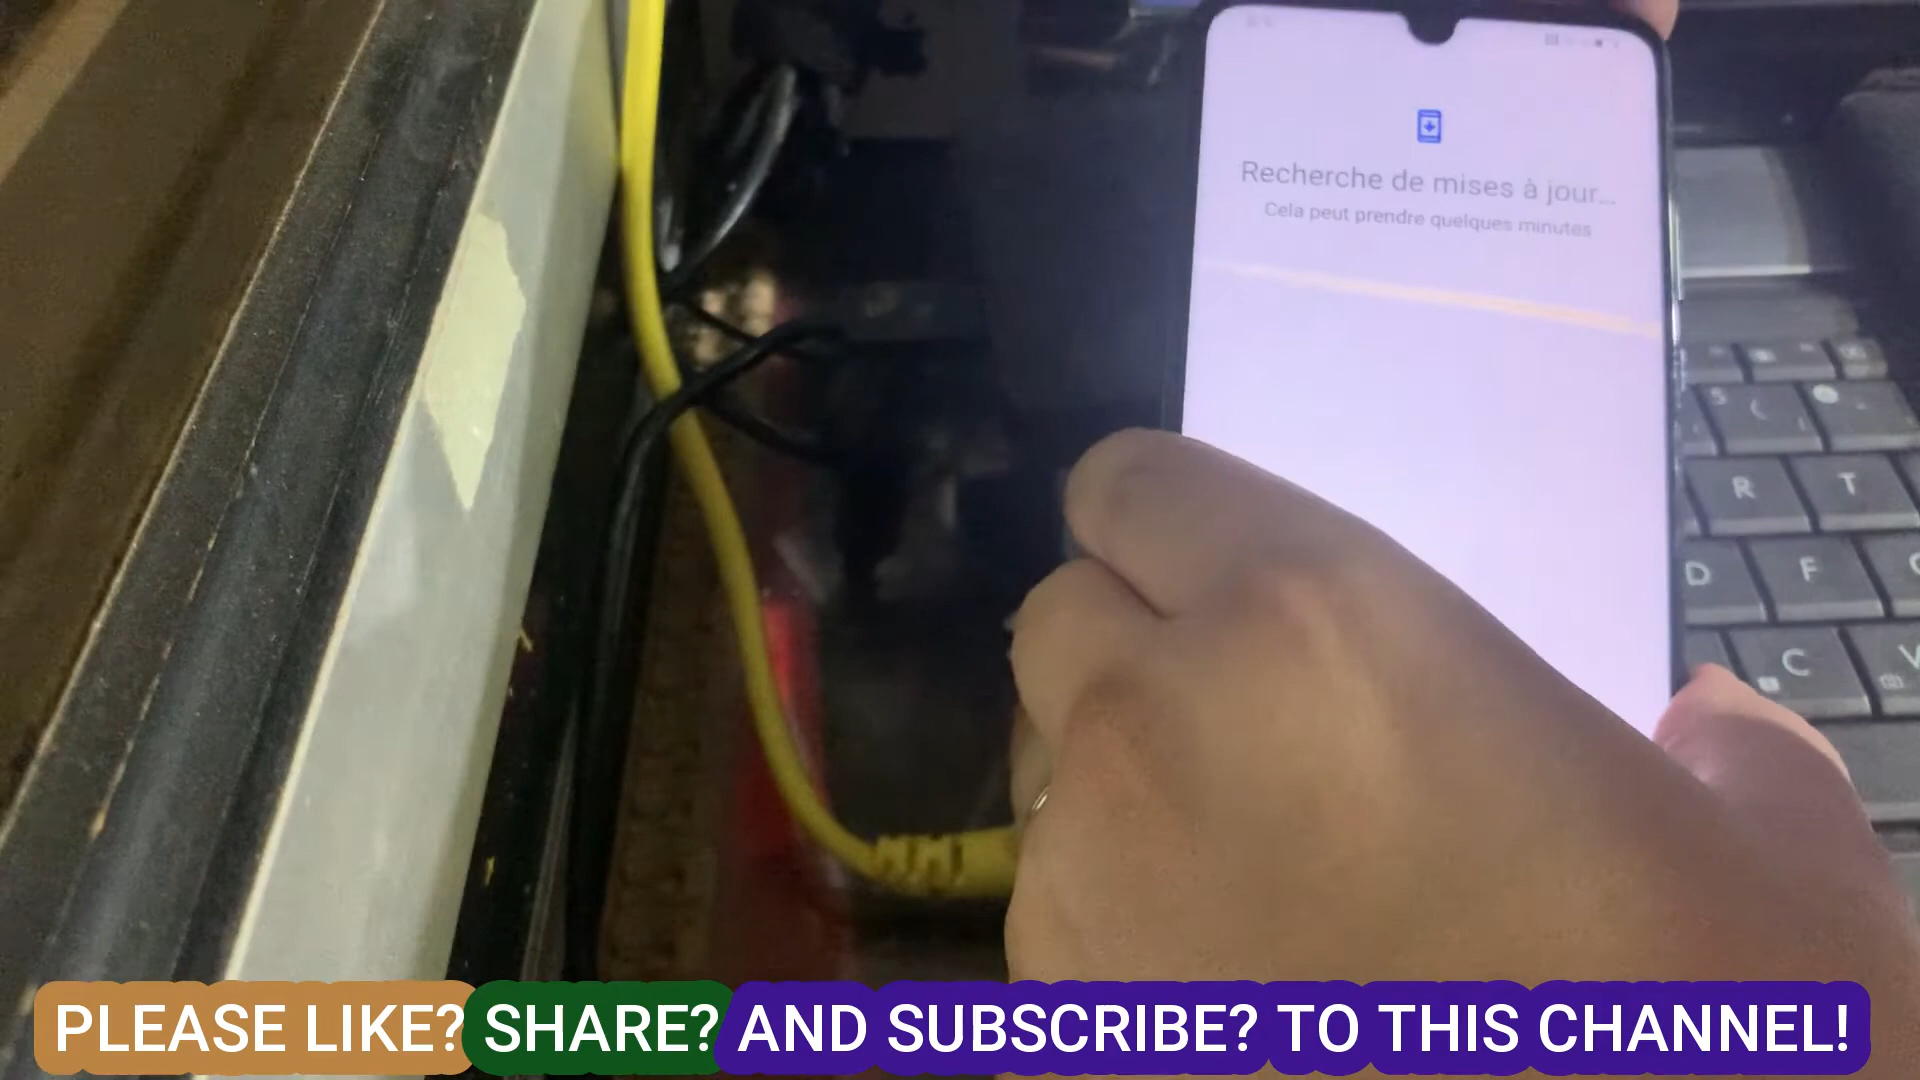 Recherche de mises à jour...
Cela peut prendre quelques minutes
R T
D F
C
PLEASE LIKE? SHARE? AND SUBSCRIBE? TO THIS CHANNEL!